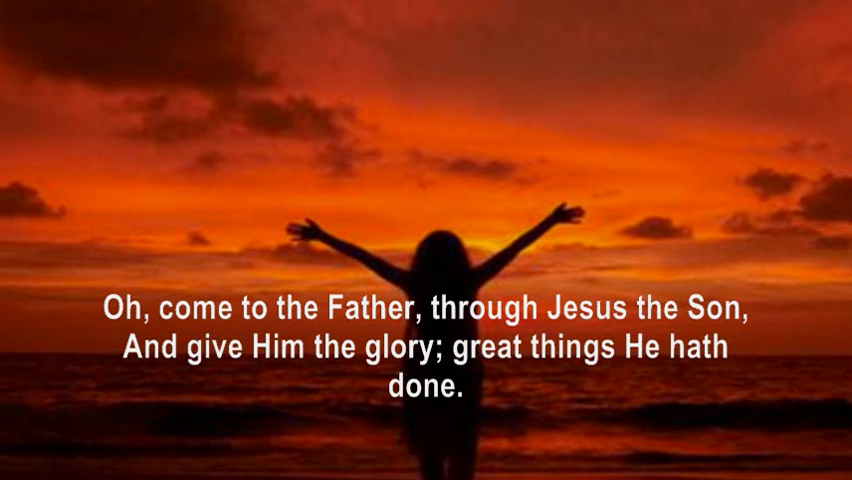 Oh, come to the Father, through Jesus the Son,
And give Him the glory; great things He hath
done.